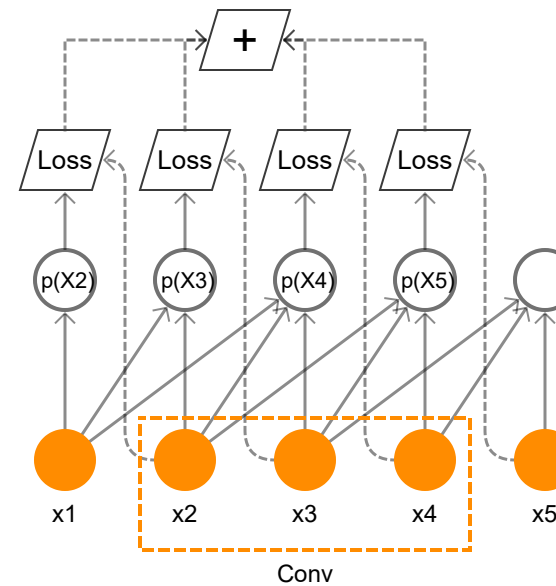 +
Loss Loss Loss Loss
p(X2) p(X3) p(X4) p(X5)
x1 x2 x3 x4 x5
Conv